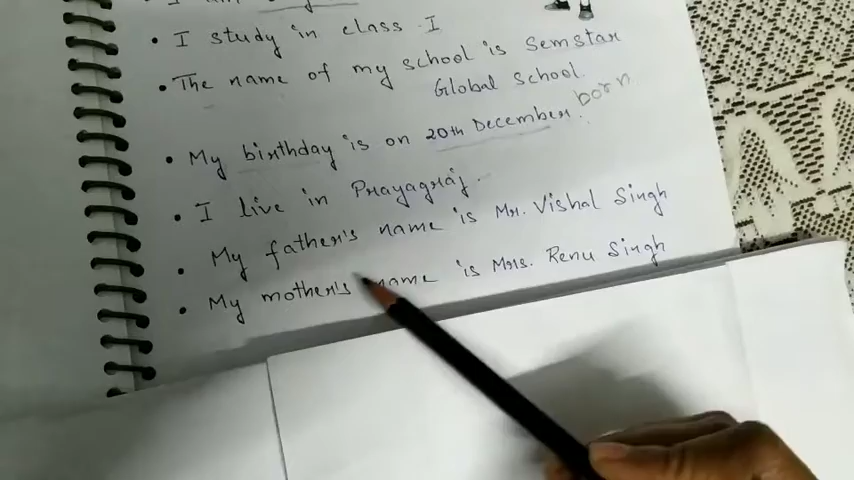 I am
• I study in class I
• The name of my school is Semstar
Global School.
born
• My birthday is on 20th December.
• I live in Prayagraj.
• My father's name is Mr. Vishal Singh
• My mother's name is Mrs. Renu Singh